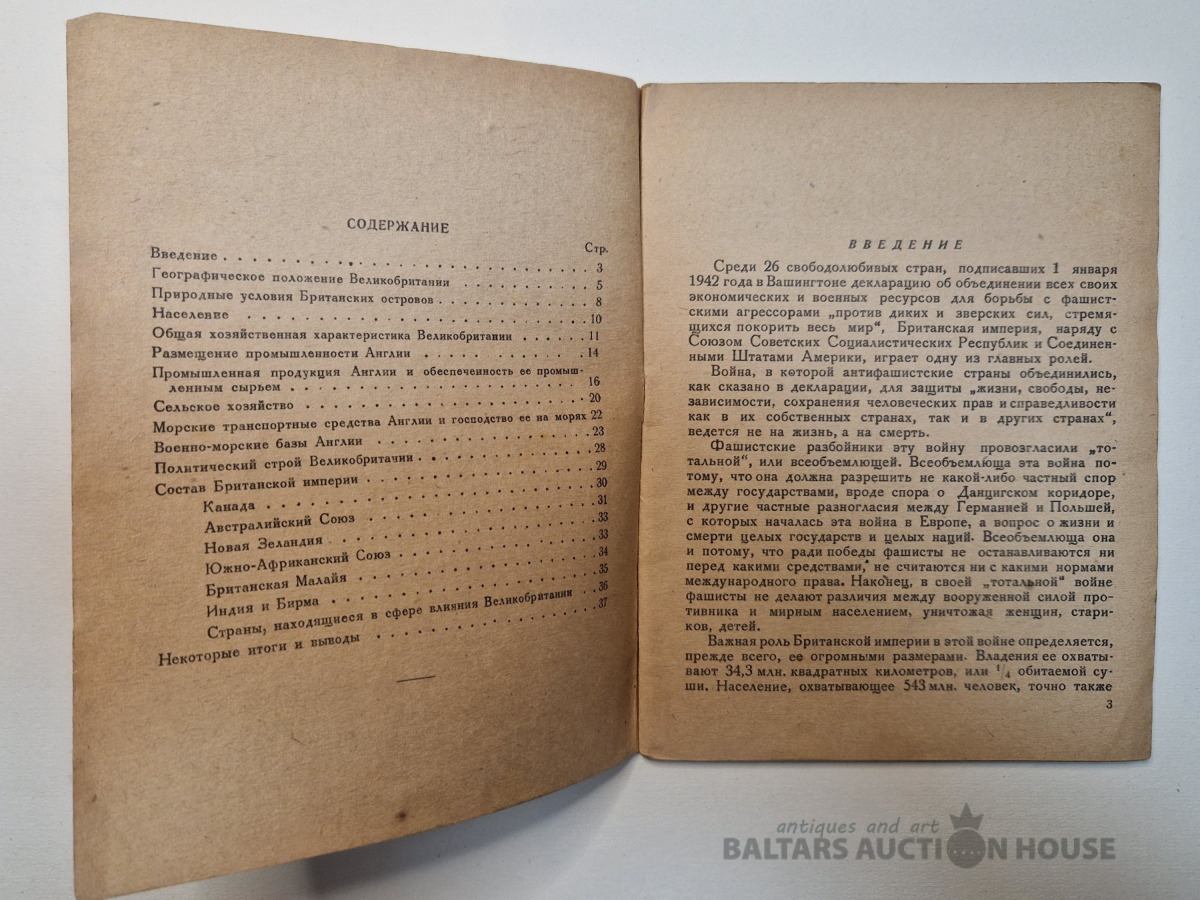 СОДЕРЖАНИЕ
Стр.
Введение . . . . . . . . . . . . . . . . . . . . 3
Географическое положение Великобритании . . . . . . . 5
Природные условия Британских островов . . . . . . . . 8
Население . . . . . . . . . . . . . . . . . . . . 10
Общая хозяйственная характеристика Великобритании . . . . . . 11
Размещение промышленности Англии . . . . . . . . . . 14
Промышленная продукция Англии и обеспеченность ее промыш-
ленным сырьем . . . . . . . . . . . . . . . . . 16
Сельское хозяйство . . . . . . . . . . . . . . . . 20
Морские транспортные средства Англии и господство ее на морях 22
Военно-морские базы Англии . . . . . . . . . . . . . 23
Политический строй Великобритании . . . . . . . . . . 28
Состав Британской империи . . . . . . . . . . . . . 29
Канада . . . . . . . . . . . . . . . . . . . . 30
Австралийский Союз . . . . . . . . . . . . . . . 31
Новая Зеландия . . . . . . . . . . . . . . . . . 33
Южно-Африканский Союз . . . . . . . . . . . . . 33
Британская Малайя . . . . . . . . . . . . . . . 34
Индия и Бирма . . . . . . . . . . . . . . . . . 35
Страны, находящиеся в сфере влияния Великобритании . . 36
Некоторые итоги и выводы . . . . . . . . . . . . . . 37
ВВЕДЕНИЕ
Среди 26 свободолюбивых стран, подписавших 1 января
1942 года в Вашингтоне декларацию об объединении всех своих
экономических и военных ресурсов для борьбы с фашист-
скими агрессорами „против диких и зверских сил, стремя-
щихся покорить весь мир“, Британская империя, наряду с
Союзом Советских Социалистических Республик и Соединен-
ными Штатами Америки, играет одну из главных ролей.
Война, в которой антифашистские страны объединились,
как сказано в декларации, для защиты „жизни, свободы, не-
зависимости, сохранения человеческих прав и справедливости
как в их собственных странах, так и в других странах“,
ведется не на жизнь, а на смерть.
Фашистские разбойники эту войну провозгласили „то-
тальной“, или всеобъемлющей. Всеобъемлюща эта война по-
тому, что она должна разрешить не какой-либо частный спор
между государствами, вроде спора о Данцигском коридоре,
и другие частные разногласия между Германией и Польшей,
с которых началась эта война в Европе, а вопрос о жизни и
смерти целых государств и целых наций. Всеобъемлюща она
и потому, что ради победы фашисты не останавливаются ни
перед какими средствами, не считаются ни с какими нормами
международного права. Наконец, в своей „тотальной“ войне
фашисты не делают различия между вооруженной силой про-
тивника и мирным населением, уничтожая женщин, стари-
ков, детей.
Важная роль Британской империи в этой войне определяется,
прежде всего, ее огромными размерами. Владения ее охваты-
вают 34,3 млн. квадратных километров, или 1/4 обитаемой су-
ши. Население, охватывающее 543 млн. человек, точно также
3
antiques and art
BALTARS AUCTION HOUSE